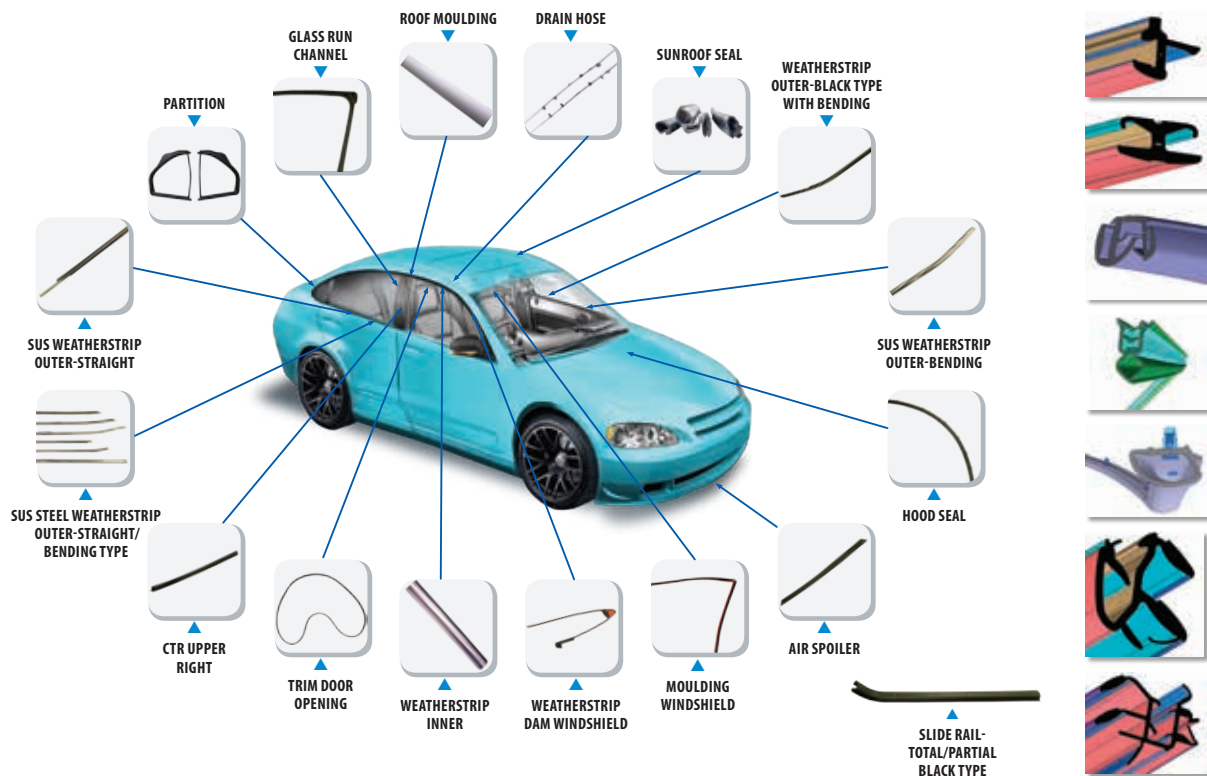 ROOF MOULDING
DRAIN HOSE
GLASS RUN
CHANNEL
SUNROOF SEAL
WEATHERSTRIP
OUTER-BLACK TYPE
WITH BENDING
PARTITION
SUS WEATHERSTRIP
OUTER-STRAIGHT
SUS WEATHERSTRIP
OUTER-BENDING
SUS STEEL WEATHERSTRIP
OUTER-STRAIGHT/
BENDING TYPE
HOOD SEAL
CTR UPPER
RIGHT
TRIM DOOR
OPENING
WEATHERSTRIP
INNER
WEATHERSTRIP
DAM WINDSHIELD
MOULDING
WINDSHIELD
AIR SPOILER
SLIDE RAIL-
TOTAL/PARTIAL
BLACK TYPE